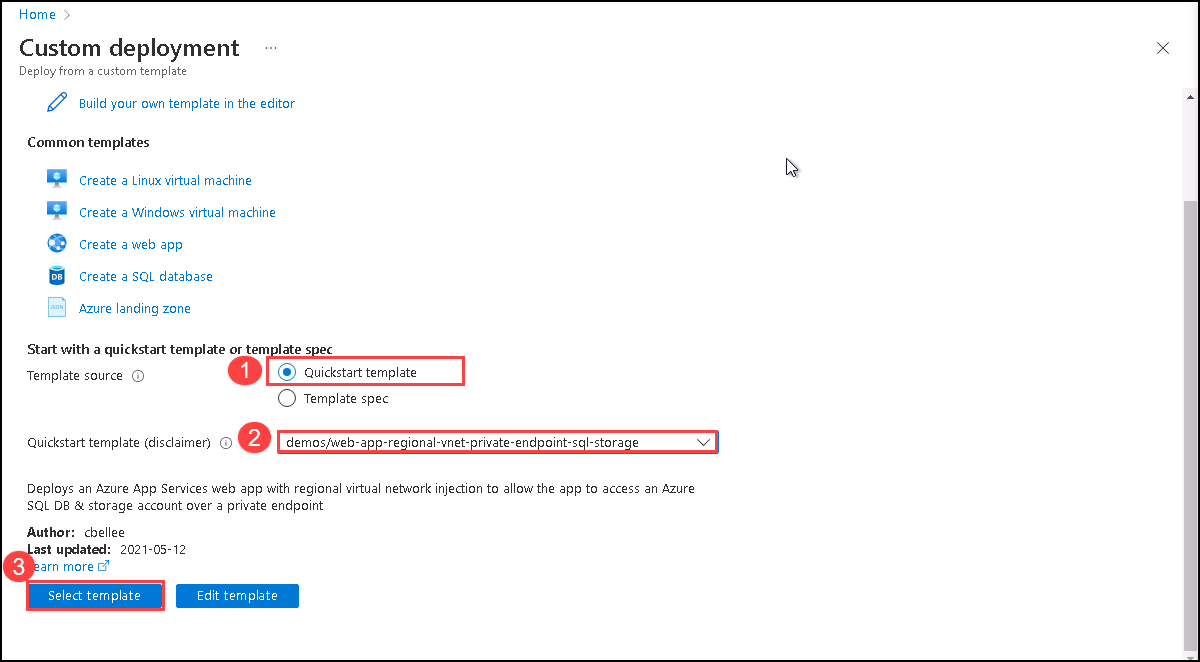 Home
Custom deployment ...
Deploy from a custom template
Build your own template in the editor
Common templates
Create a Linux virtual machine
Create a Windows virtual machine
Create a web app
DB Create a SQL database
JSON Azure landing zone
Start with a quickstart template or template spec
Template source 1 Quickstart template
Template spec
Quickstart template (disclaimer) 2 demos/web-app-regional-vnet-private-endpoint-sql-storage
Deploys an Azure App Services web app with regional virtual network injection to allow the app to access an Azure
SQL DB & storage account over a private endpoint
Author: cbellee
Last updated: 2021-05-12
3 earn more
Select template Edit template